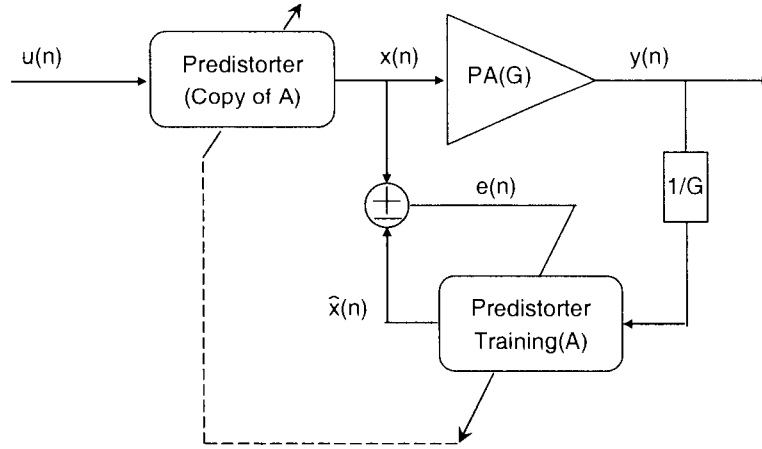 u(n)
Predistorter
(Copy of A)
x(n)
PA(G)
y(n)
1/G
+
−
e(n)
x̂(n)
Predistorter
Training(A)